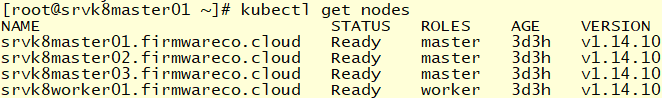 [root@srvk8master01 ~]# kubectl get nodes
NAME STATUS ROLES AGE VERSION
srvk8master01.firmwareco.cloud Ready master 3d3h v1.14.10
srvk8master02.firmwareco.cloud Ready master 3d3h v1.14.10
srvk8master03.firmwareco.cloud Ready master 3d3h v1.14.10
srvk8worker01.firmwareco.cloud Ready worker 3d3h v1.14.10